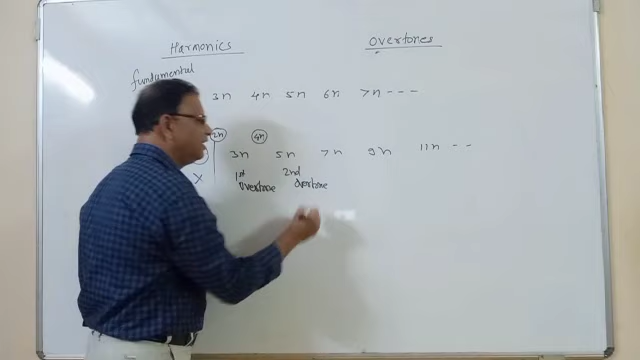 Harmonics Overtones
fundamental
3n 4n 5n 6n 7n ---
2n 4n
3n 5n 7n 9n 11n --
X 1st 2nd
overtone overtone